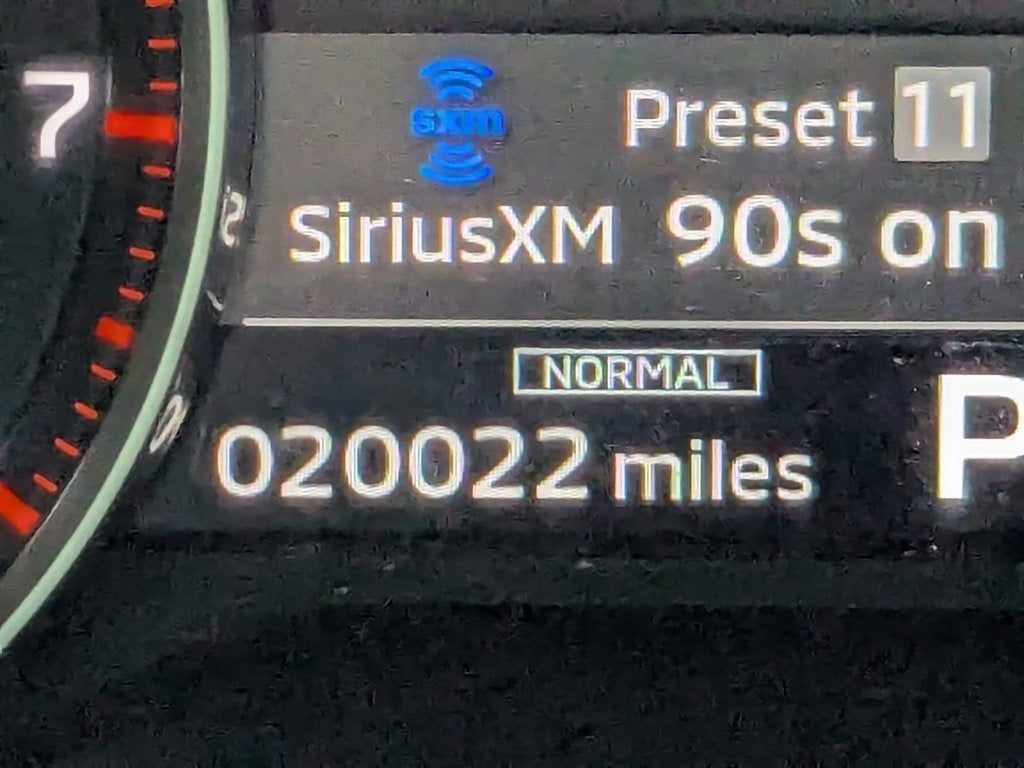 7
sxm
Preset 11
SiriusXM 90s on
NORMAL
020022 miles
P